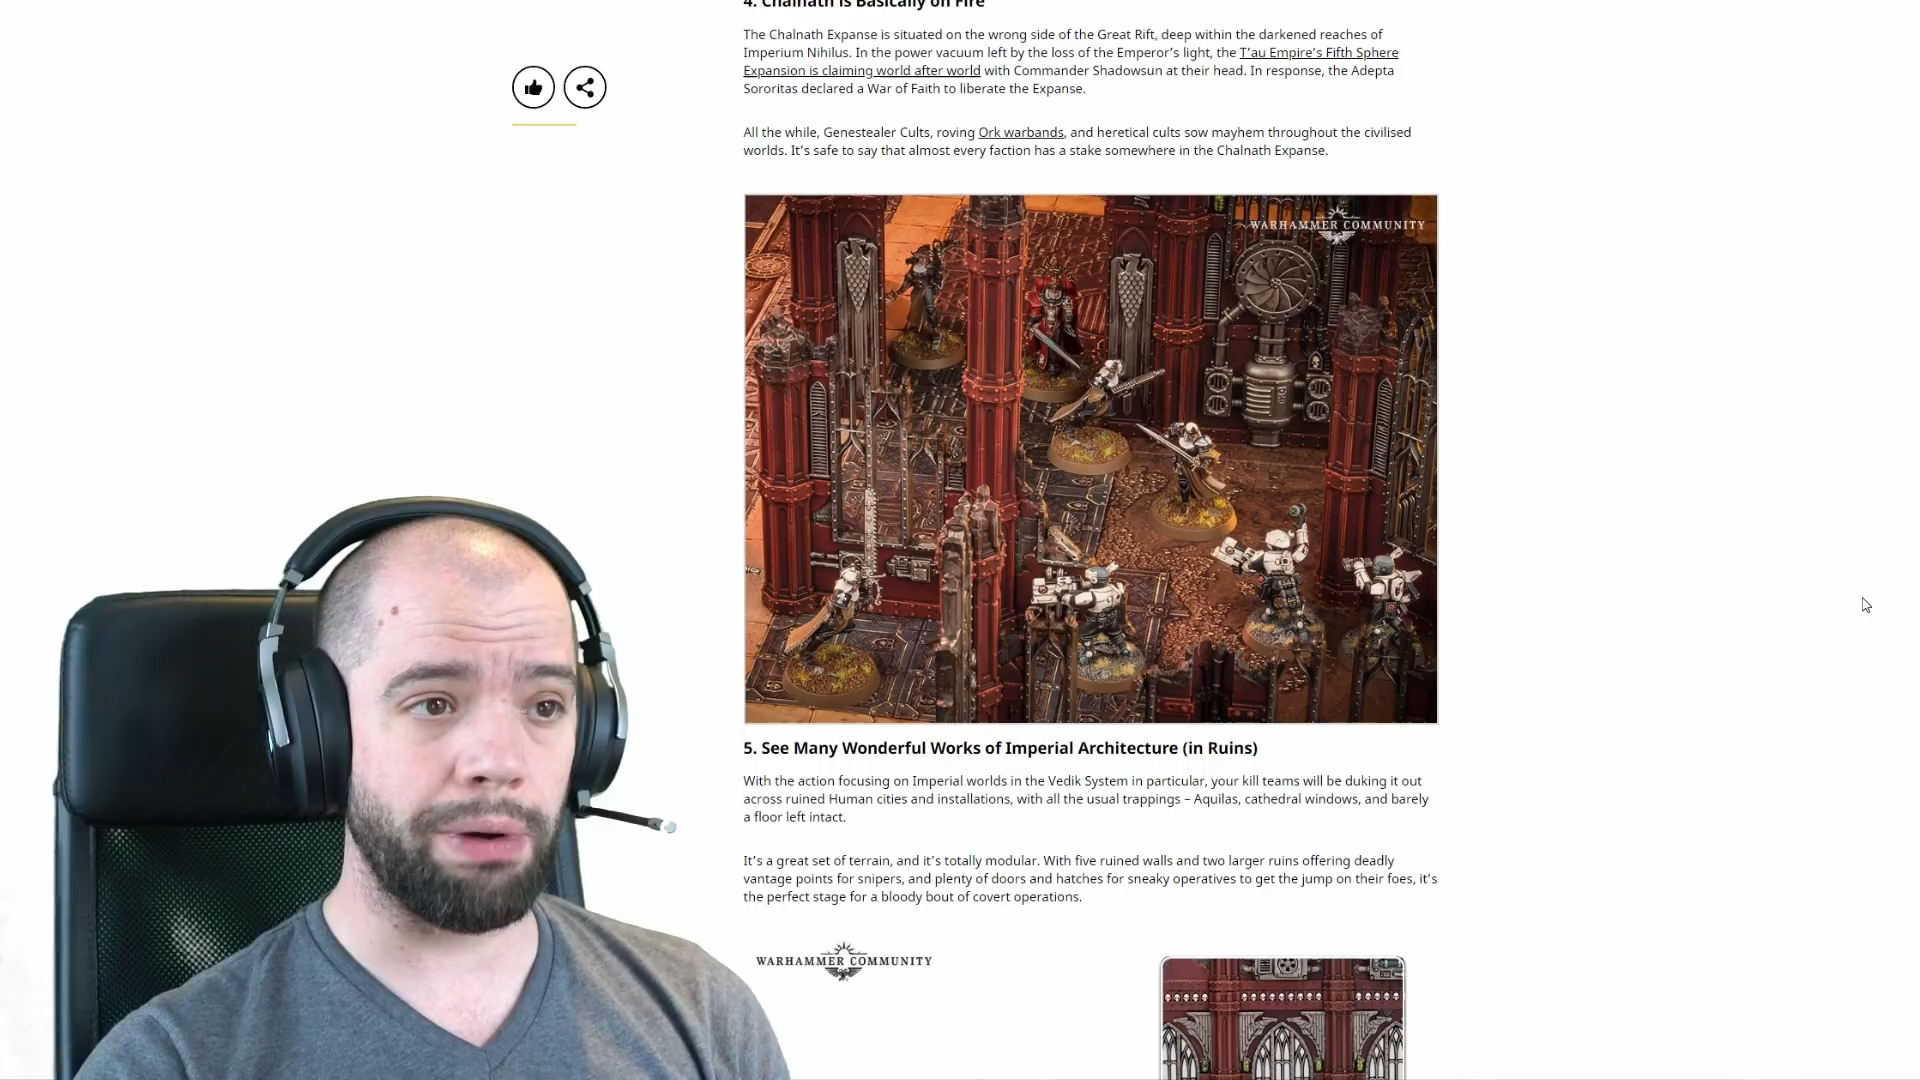 4. Chalnath is Basically on Fire
The Chalnath Expanse is situated on the wrong side of the Great Rift, deep within the darkened reaches of
Imperium Nihilus. In the power vacuum left by the loss of the Emperor’s light, the T’au Empire’s Fifth Sphere
Expansion is claiming world after world with Commander Shadowsun at their head. In response, the Adepta
Sororitas declared a War of Faith to liberate the Expanse.
All the while, Genestealer Cults, roving Ork warbands, and heretical cults sow mayhem throughout the civilised
worlds. It’s safe to say that almost every faction has a stake somewhere in the Chalnath Expanse.
WARHAMMER COMMUNITY
5. See Many Wonderful Works of Imperial Architecture (in Ruins)
With the action focusing on Imperial worlds in the Vedik System in particular, your kill teams will be duking it out
across ruined Human cities and installations, with all the usual trappings – Aquilas, cathedral windows, and barely
a floor left intact.
It’s a great set of terrain, and it’s totally modular. With five ruined walls and two larger ruins offering deadly
vantage points for snipers, and plenty of doors and hatches for sneaky operatives to get the jump on their foes, it’s
the perfect stage for a bloody bout of covert operations.
WARHAMMER COMMUNITY